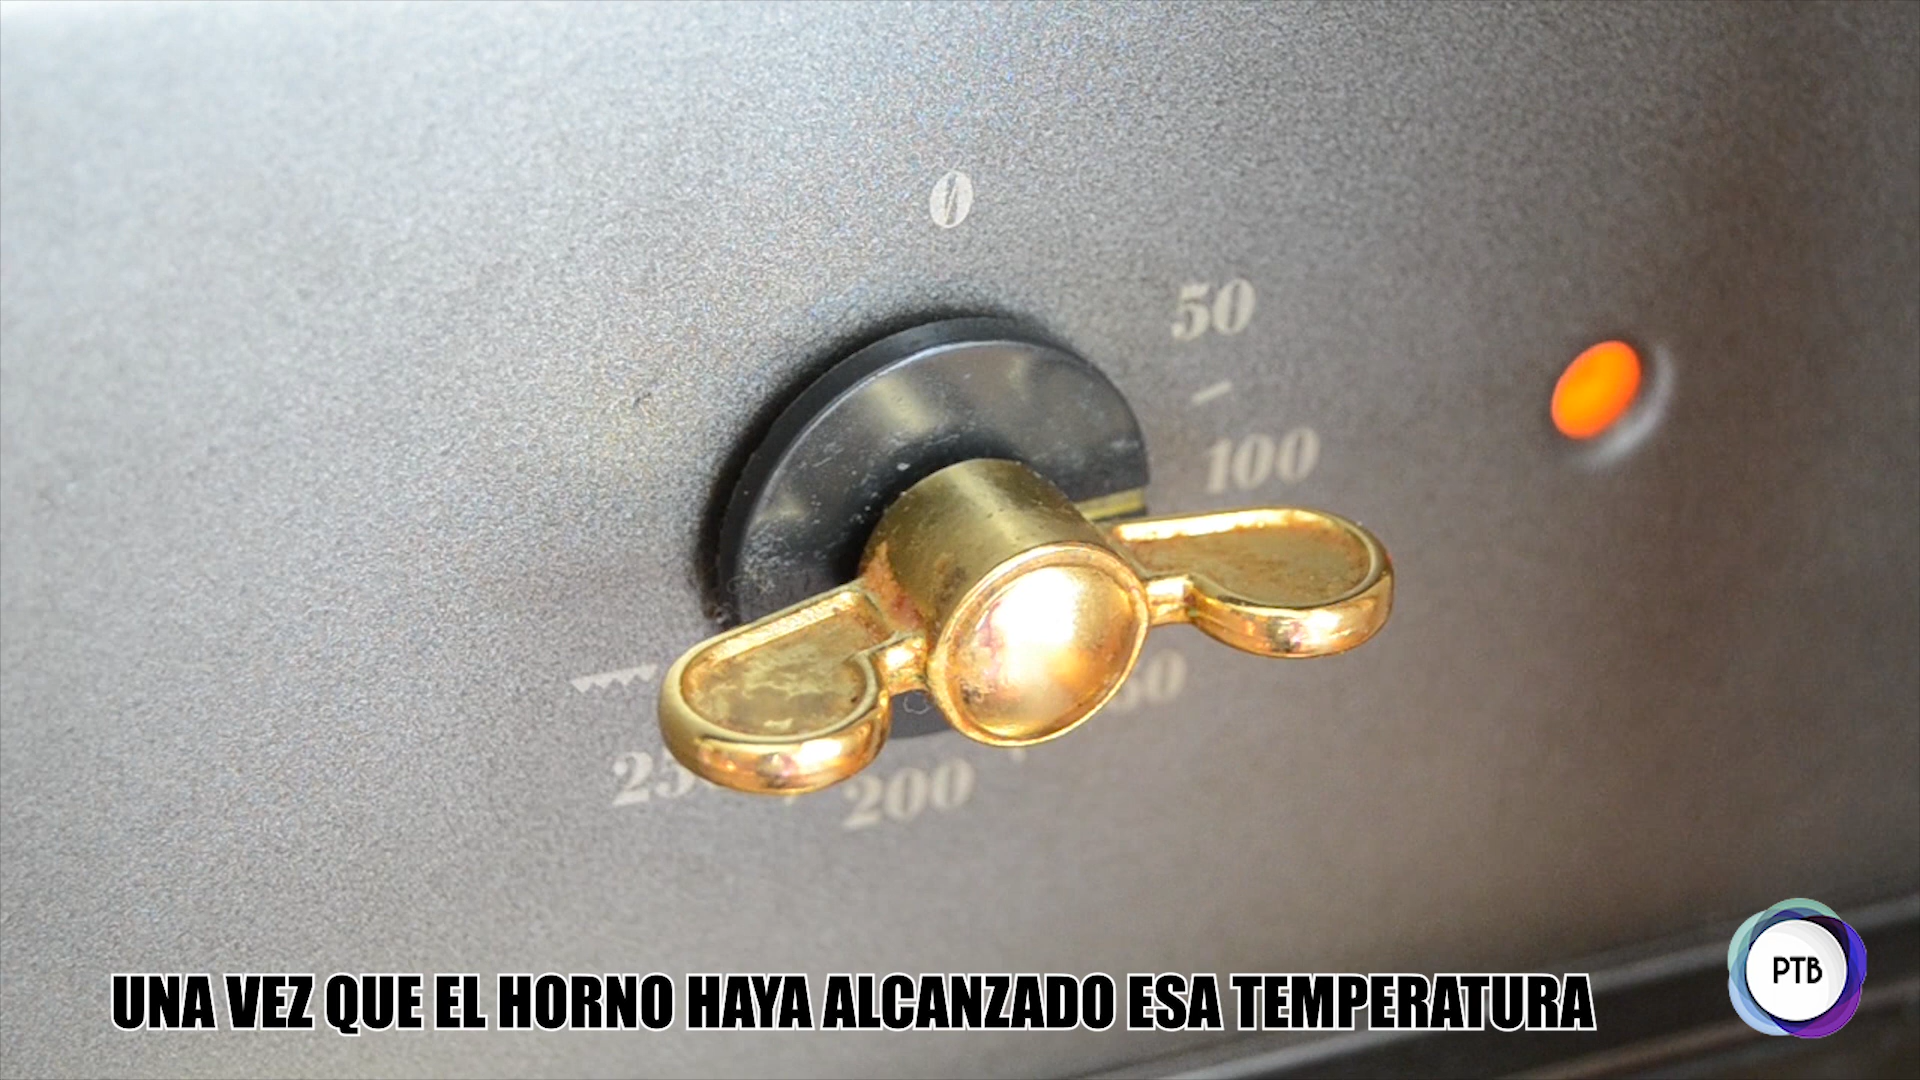 0
50
100
200
UNA VEZ QUE EL HORNO HAYA ALCANZADO ESA TEMPERATURA
PTB